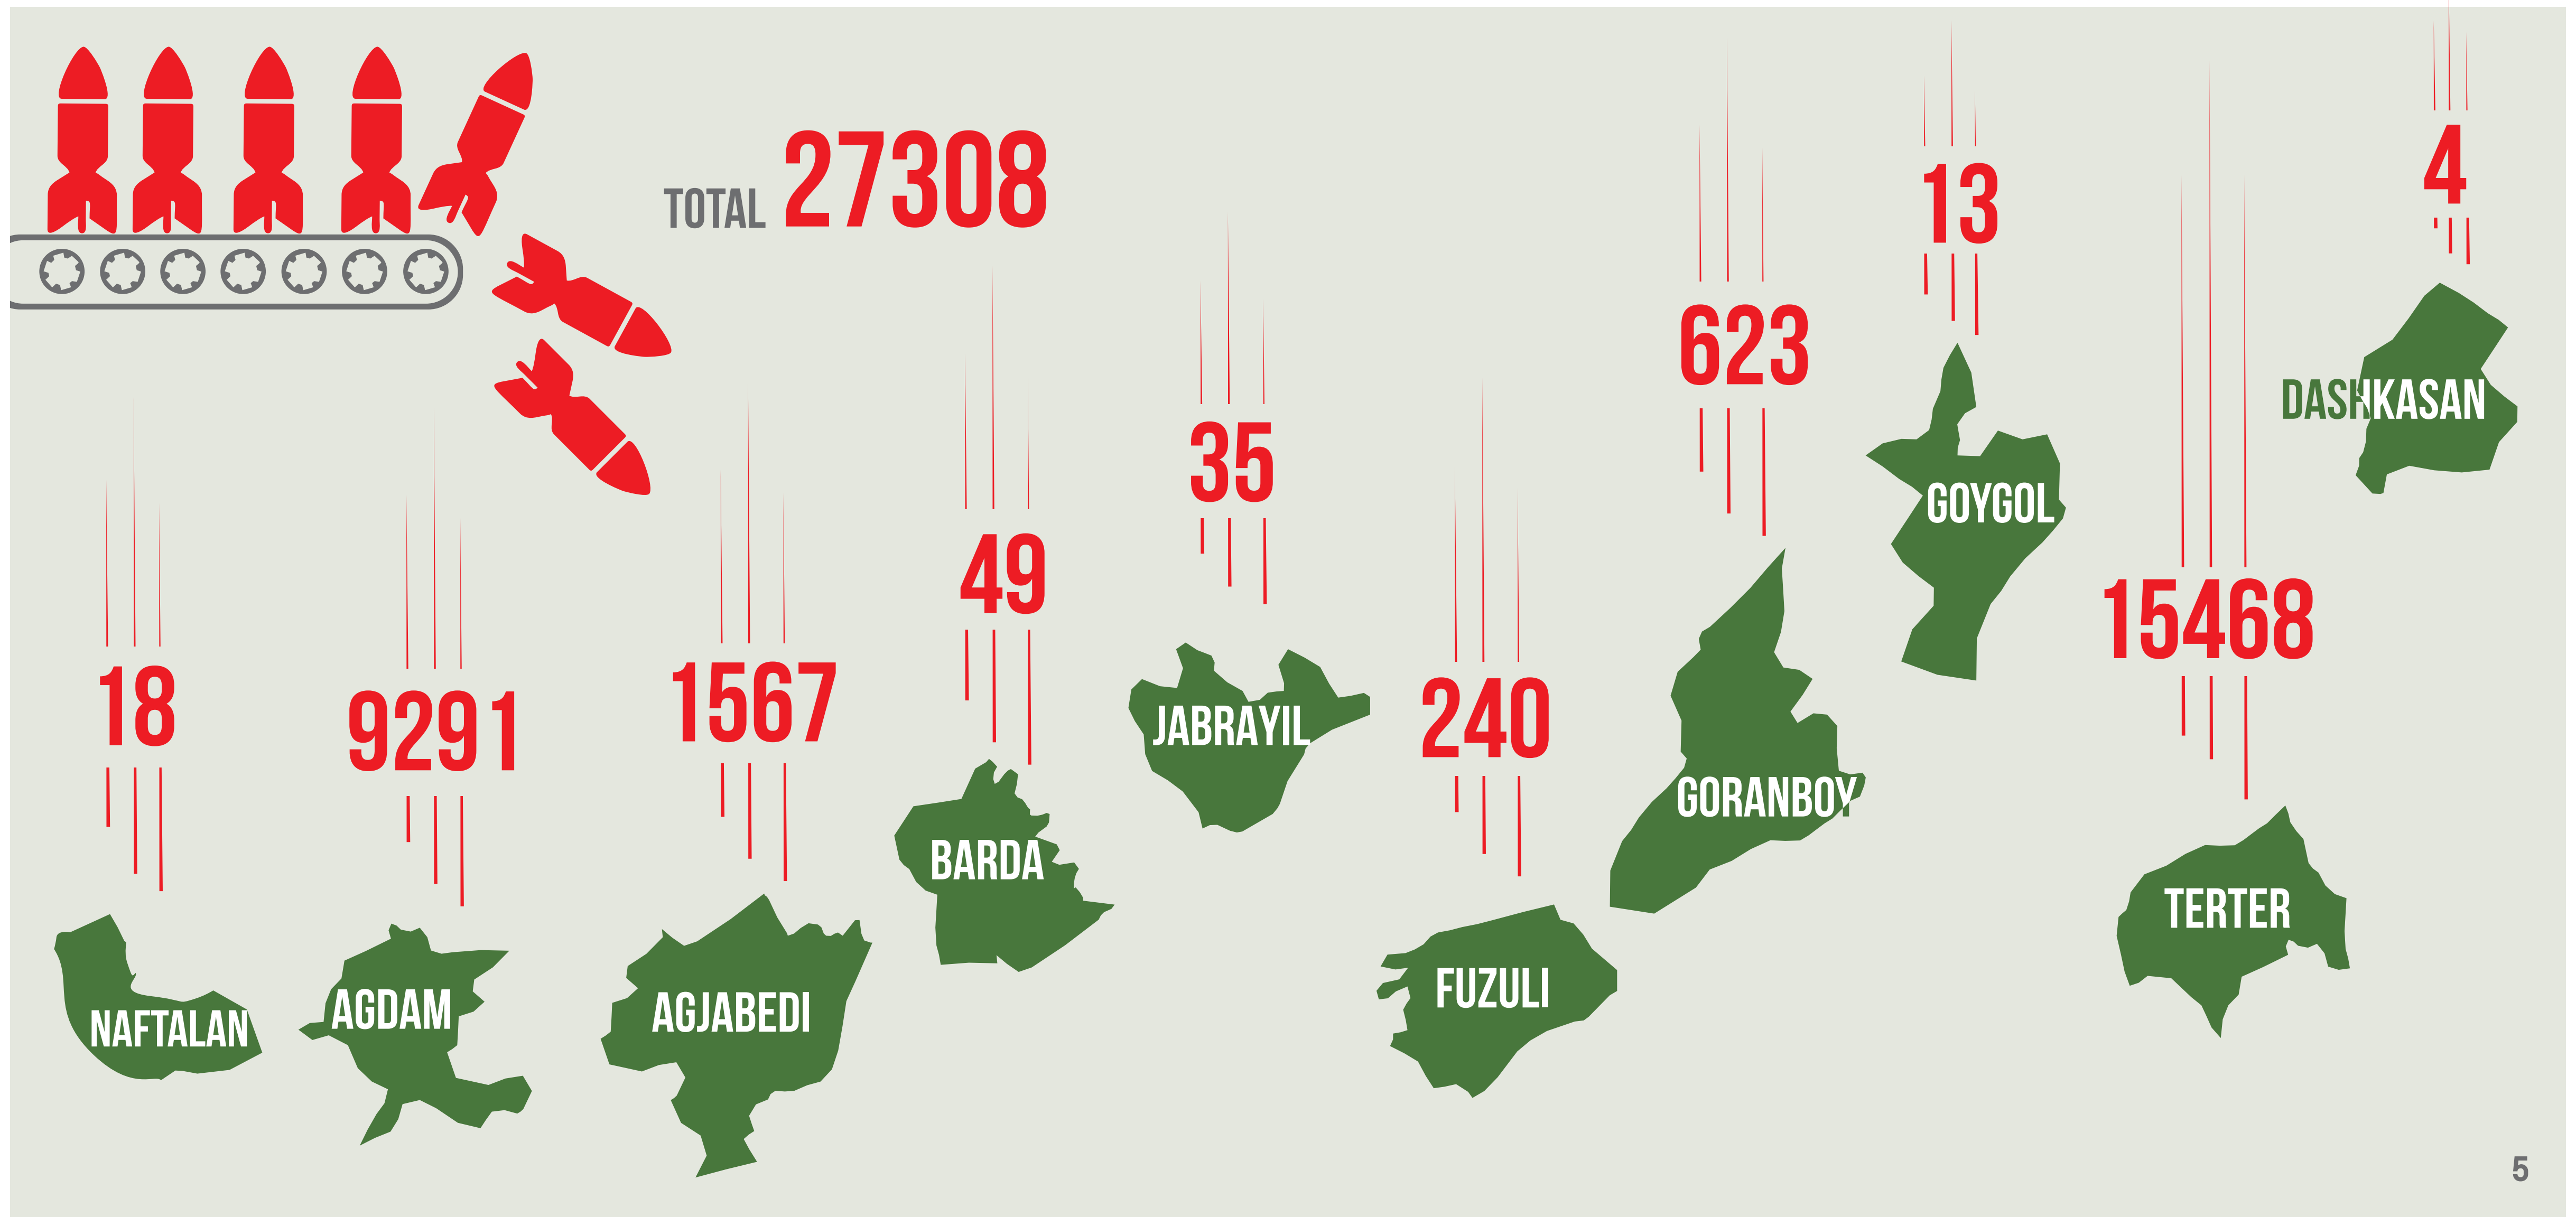 TOTAL 27308
18
NAFTALAN
9291
AGDAM
1567
AGJABEDI
49
BARDA
35
JABRAYIL
240
FUZULI
623
GORANBOY
13
GOYGOL
15468
TERTER
4
DASHKASAN
5